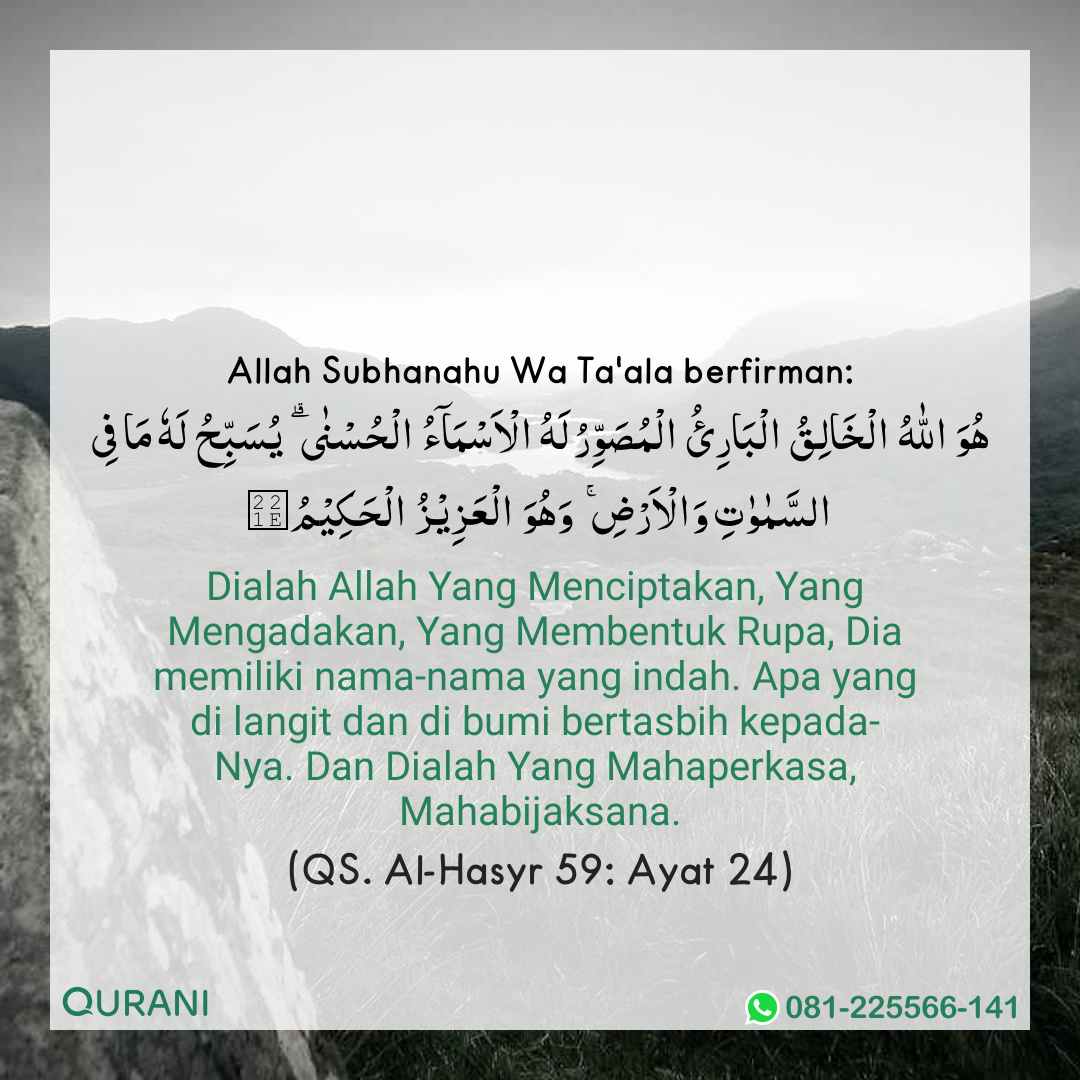 Allah Subhanahu Wa Ta'ala berfirman:
هُوَ اللّٰهُ الْخَالِقُ الْبَارِئُ الْمُصَوِّرُ لَهُ الْاَسْمَآءُ الْحُسْنٰى ۗ يُسَبِّحُ لَهٗ مَا فِى
السَّمٰوٰتِ وَالْاَرْضِ ۚ وَهُوَ الْعَزِيْزُ الْحَكِيْمُ∞
Dialah Allah Yang Menciptakan, Yang
Mengadakan, Yang Membentuk Rupa, Dia
memiliki nama-nama yang indah. Apa yang
di langit dan di bumi bertasbih kepada-
Nya. Dan Dialah Yang Mahaperkasa,
Mahabijaksana.
(QS. Al-Hasyr 59: Ayat 24)
QURANI
081-225566-141